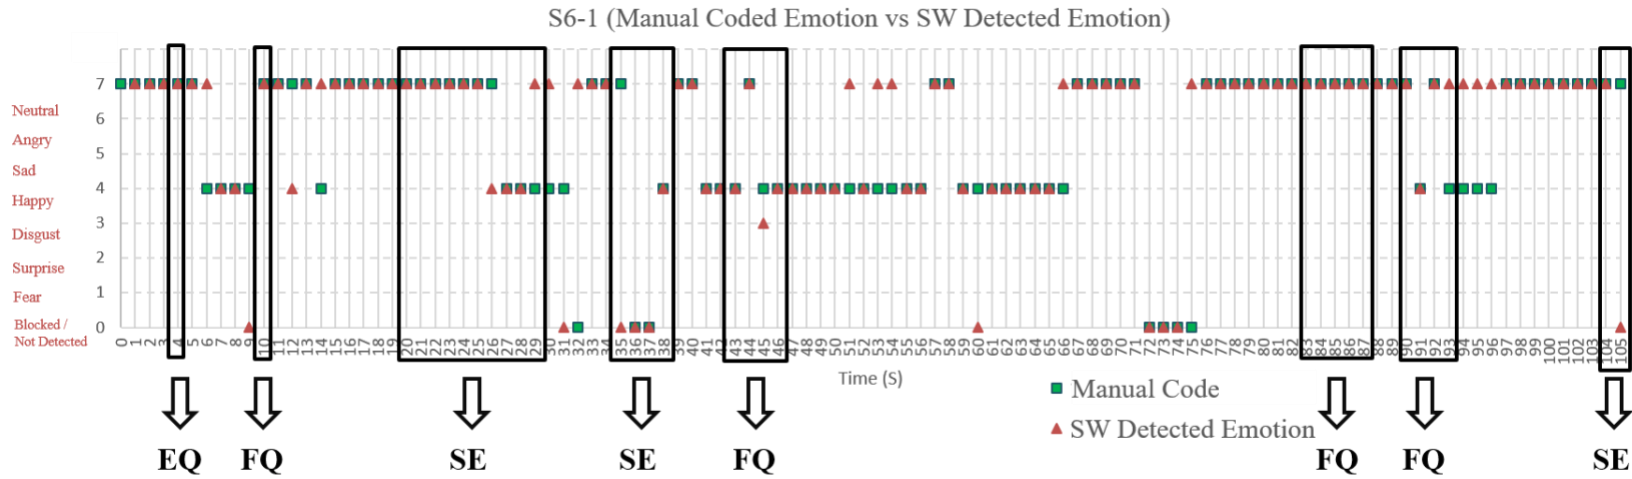 S6-1 (Manual Coded Emotion vs SW Detected Emotion)
7
Neutral
6
Angry
5
Sad
4
Happy
3
Disgust
2
Surprise
1
Fear
0
Blocked /
Not Detected
0 1 2 3 4 5 6 7 8 9 10 11 12 13 14 15 16 17 18 19 20 21 22 23 24 25 26 27 28 29 30 31 32 33 34 35 36 37 38 39 40 41 42 43 44 45 46 47 48 49 50 51 52 53 54 55 56 57 58 59 60 61 62 63 64 65 66 67 68 69 70 71 72 73 74 75 76 77 78 79 80 81 82 83 84 85 86 87 88 89 90 91 92 93 94 95 96 97 98 99 100 101 102 103 104 105
Time (S)
Manual Code
SW Detected Emotion
EQ FQ SE SE FQ FQ FQ SE